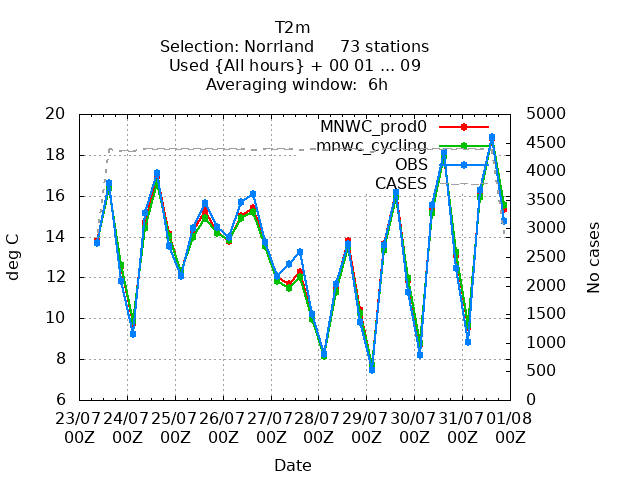 T2m
Selection: Norrland     73 stations
Used {All hours} + 00 01 ... 09
Averaging window:  6h
20 5000
MNWC_prod0
mnwc_cycling
OBS
CASES
18 4500
16 4000
14 3500
12 3000
10 2500
8 2000
6 1500
1000
500
0
deg C
No cases
23/07 24/07 25/07 26/07 27/07 28/07 29/07 30/07 31/07 01/08
00Z 00Z 00Z 00Z 00Z 00Z 00Z 00Z 00Z 00Z
Date